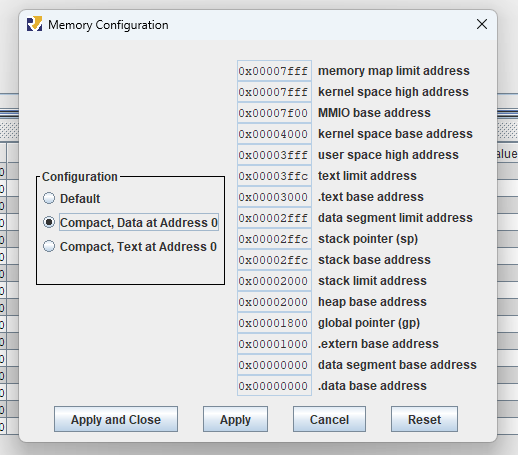 Memory Configuration
0x00007fff memory map limit address
0x00007fff kernel space high address
0x00007f00 MMIO base address
0x00004000 kernel space base address
0x00003fff user space high address
0x00003ffc text limit address
0x00003000 .text base address
0x00002fff data segment limit address
0x00002ffc stack pointer (sp)
0x00002ffc stack base address
0x00002000 stack limit address
0x00002000 heap base address
0x00001800 global pointer (gp)
0x00001000 .extern base address
0x00000000 data segment base address
0x00000000 .data base address
Configuration
Default
Compact, Data at Address 0
Compact, Text at Address 0
Apply and Close Apply Cancel Reset